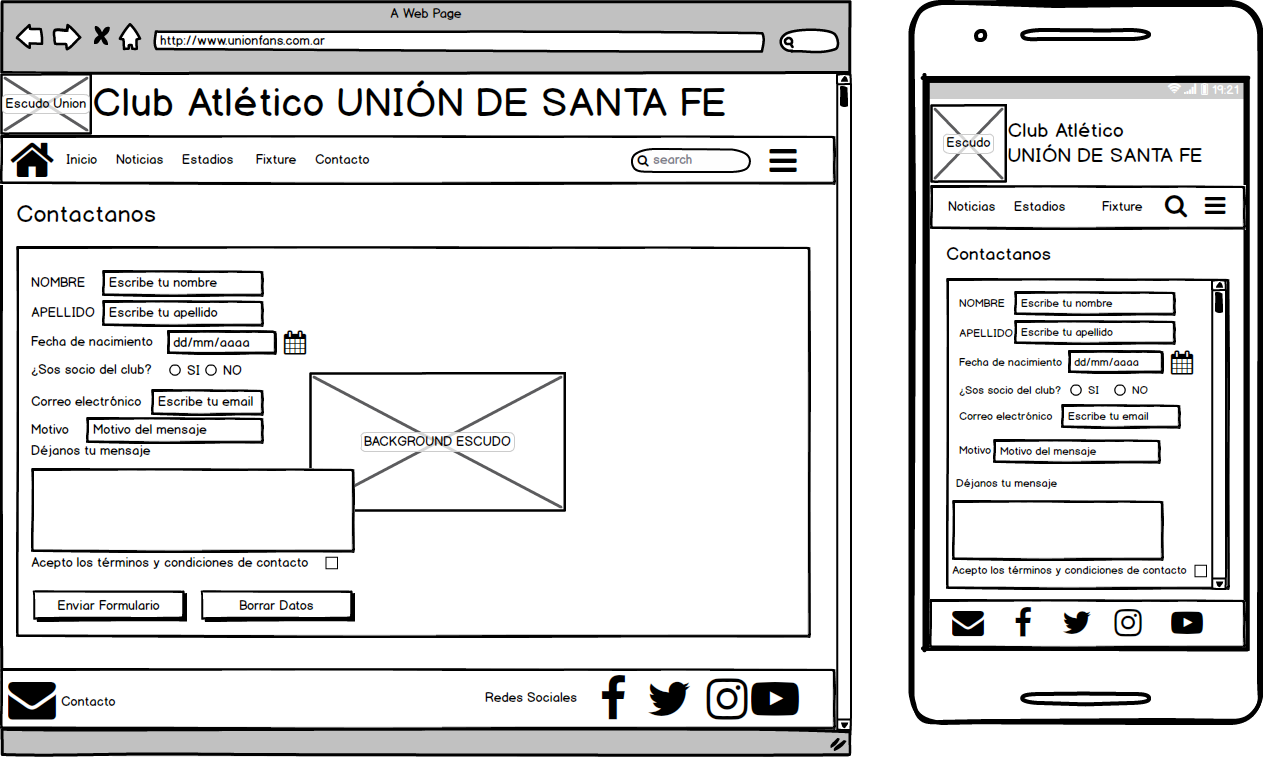 A Web Page
http://www.unionfans.com.ar
Escudo Union
Club Atlético UNIÓN DE SANTA FE
Inicio Noticias Estadios Fixture Contacto search
Contactanos
NOMBRE Escribe tu nombre
APELLIDO Escribe tu apellido
Fecha de nacimiento dd/mm/aaaa
¿Sos socio del club? SI NO
Correo electrónico Escribe tu email
Motivo Motivo del mensaje
Déjanos tu mensaje
BACKGROUND ESCUDO
Acepto los términos y condiciones de contacto
Enviar Formulario Borrar Datos
Contacto Redes Sociales
19:21
Escudo
Club Atlético
UNIÓN DE SANTA FE
Noticias Estadios Fixture
Contactanos
NOMBRE Escribe tu nombre
APELLIDO Escribe tu apellido
Fecha de nacimiento dd/mm/aaaa
¿Sos socio del club? SI NO
Correo electrónico Escribe tu email
Motivo Motivo del mensaje
Déjanos tu mensaje
Acepto los términos y condiciones de contacto